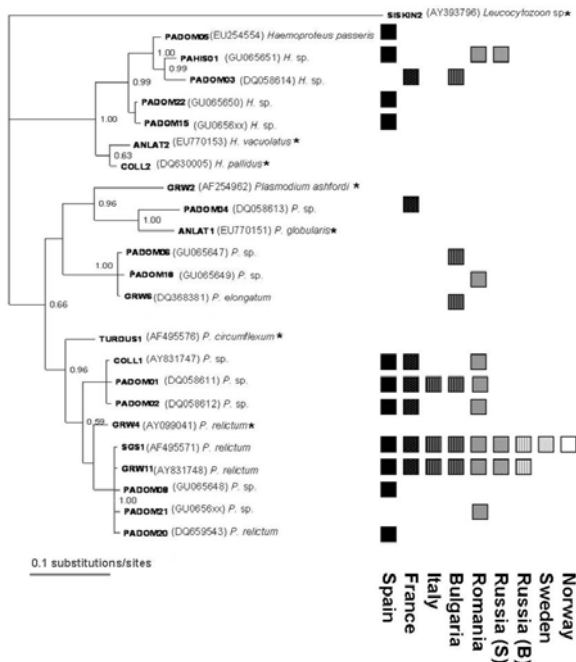 SISKIN2 (AY393796) Leucocytozoon sp★
PADOM05 (EU254554) Haemoproteus passeris
1.00
PAHIS01 (GU065651) H. sp.
0.99
0.99
PADOM03 (DQ058614) H. sp.
PADOM22 (GU065650) H. sp.
1.00
PADOM15 (GU0656xx) H. sp.
ANLAT2 (EU770153) H. vacuolatus ★
0.63
COLL2 (DQ630005) H. pallidus ★
GRW2 (AF254962) Plasmodium ashfordi ★
0.96
PADOM04 (DQ058613) P. sp.
1.00
ANLAT1 (EU770151) P. globularis★
PADOM06 (GU065647) P. sp.
1.00
PADOM18 (GU065649) P. sp.
GRW6 (DQ368381) P. elongatum
0.66
TURDUS1 (AF495576) P. circumflexum ★
COLL1 (AY831747) P. sp.
0.96
PADOM01 (DQ058611) P. sp.
PADOM02 (DQ058612) P. sp.
0.59
GRW4 (AY099041) P. relictum★
SGS1 (AF495571) P. relictum
GRW11 (AY831748) P. relictum
PADOM08 (GU065648) P. sp.
1.00
PADOM21 (GU0656xx) P. sp.
PADOM20 (DQ659543) P. relictum
0.1 substitutions/sites
Spain
France
Italy
Bulgaria
Romania
Russia (S)
Russia (B)
Sweden
Norway